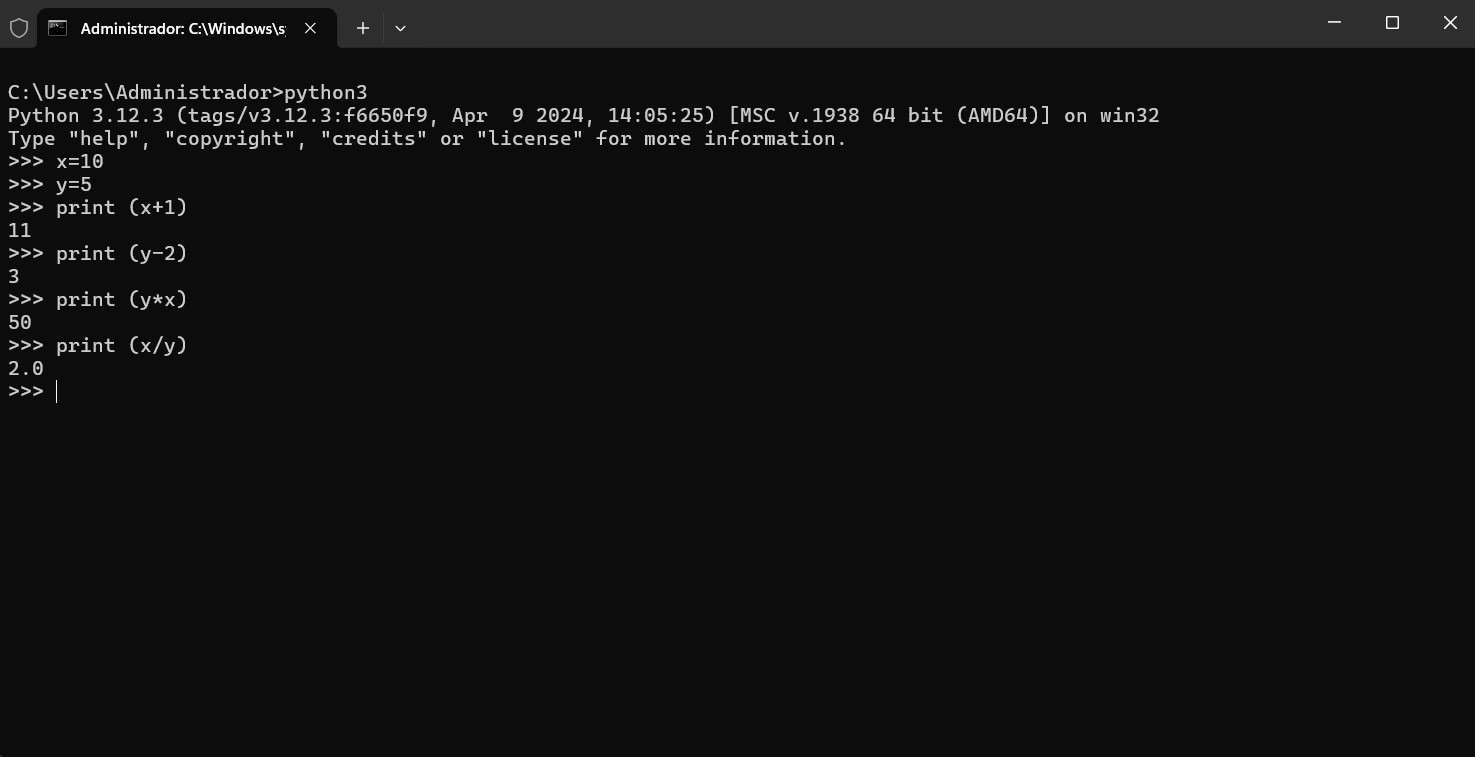 Administrador: C:\Windows\s
C:\Users\Administrador>python3
Python 3.12.3 (tags/v3.12.3:f6650f9, Apr  9 2024, 14:05:25) [MSC v.1938 64 bit (AMD64)] on win32
Type "help", "copyright", "credits" or "license" for more information.
>>> x=10
>>> y=5
>>> print (x+1)
11
>>> print (y-2)
3
>>> print (y*x)
50
>>> print (x/y)
2.0
>>>